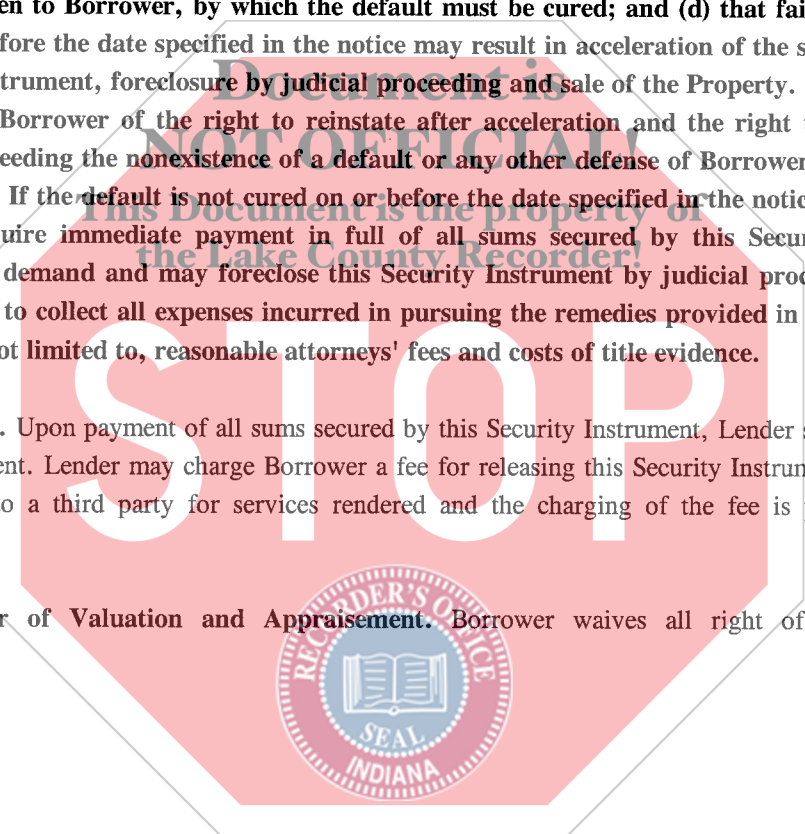 en to Borrower, by which the default must be cured; and (d) that fai
fore the date specified in the notice may result in acceleration of the s
trument, foreclosure by judicial proceeding and sale of the Property.
Document is
Borrower of the right to reinstate after acceleration and the right
NOT OFFICIAL!
eeding the nonexistence of a default or any other defense of Borrower
If the default is not cured on or before the date specified in the notic
This Document is the property of
uire immediate payment in full of all sums secured by this Secur
the Lake County Recorder!
demand and may foreclose this Security Instrument by judicial proc
to collect all expenses incurred in pursuing the remedies provided in
ot limited to, reasonable attorneys' fees and costs of title evidence.
STOP
. Upon payment of all sums secured by this Security Instrument, Lender s
ent. Lender may charge Borrower a fee for releasing this Security Instrum
o a third party for services rendered and the charging of the fee is
r of Valuation and Appraisement. Borrower waives all right of
RECORDER'S OFFICE
SEAL
INDIANA